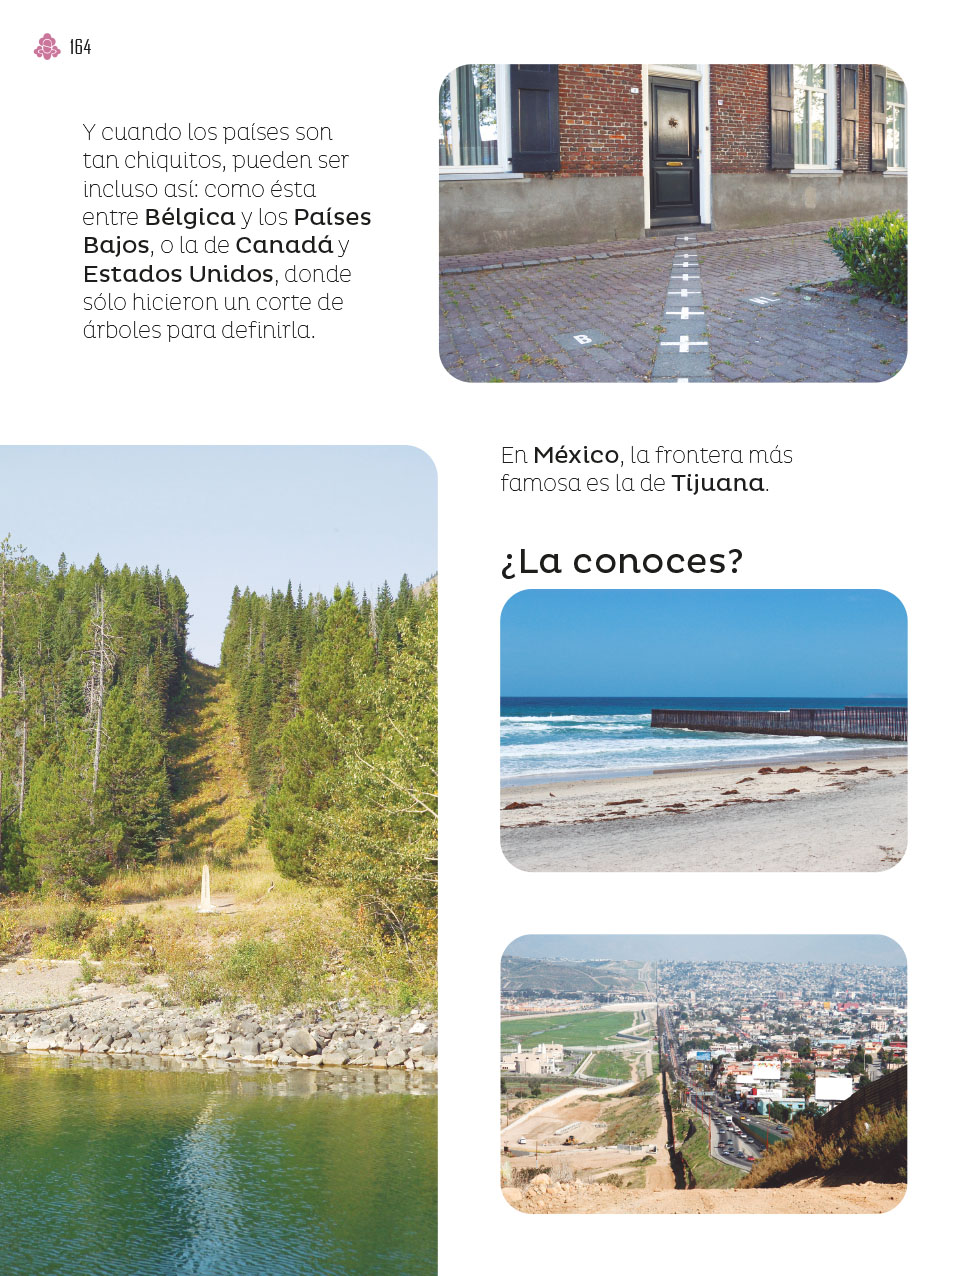 164
Y cuando los países son
tan chiquitos, pueden ser
incluso así: como ésta
entre Bélgica y los Países
Bajos, o la de Canadá y
Estados Unidos, donde
sólo hicieron un corte de
árboles para definirla.
B
NL
En México, la frontera más
famosa es la de Tijuana.
¿La conoces?